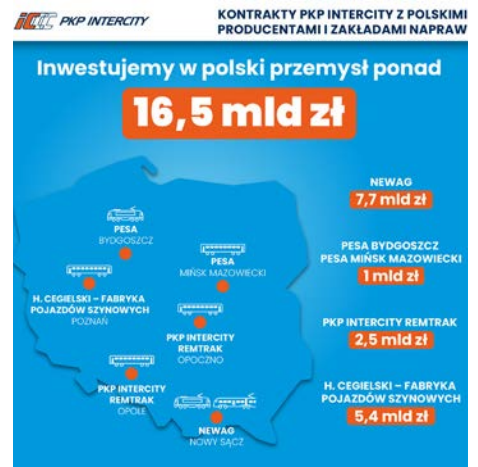 PKP INTERCITY
KONTRAKTY PKP INTERCITY Z POLSKIMI
PRODUCENTAMI I ZAKŁADAMI NAPRAW
Inwestujemy w polski przemysł ponad
16,5 mld zł
PESA
BYDGOSZCZ
PESA
MIŃSK MAZOWIECKI
H. CEGIELSKI – FABRYKA
POJAZDÓW SZYNOWYCH
POZNAŃ
PKP INTERCITY
REMTRAK
OPOCZNO
PKP INTERCITY
REMTRAK
OPOLE
NEWAG
NOWY SĄCZ
NEWAG
7,7 mld zł
PESA BYDGOSZCZ
PESA MIŃSK MAZOWIECKI
1 mld zł
PKP INTERCITY REMTRAK
2,5 mld zł
H. CEGIELSKI – FABRYKA
POJAZDÓW SZYNOWYCH
5,4 mld zł